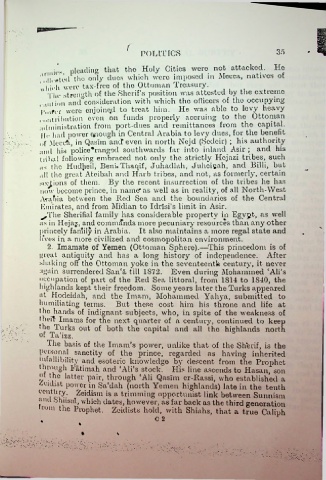 POLITICS 35
armies, pleading that the Holy Cities were not attacked. He
collected the only dues which were imposed in Mecca, natives of
which were tax-free of the Ottoman Treasury.
The strength of the Sherif's position was attested by the extreme
caution and consideration with which the officers of the occupying
Power were enjoined to treat him. He was able to levy heavy
contribution even on funds properly accruing to the Ottoman
administration from port-dues and remittances from the capital.
He had power enough in Central Arabia to levy dues, for the benefit
of Mecca, in Qasim and even in north Nejd (Sedeir); his authority
and his police ranged southwards far into inland Asir; and his
tribal following embraced not only the strictly Hejazi tribes, such
as the Hudheil, Beni Thaqif, Juhadlah, Juheinah, and Billi, but
all the great Ateibah and Harb tribes, and not, as formerly, certain
sections of them. By the recent insurrection of the tribes he has
now become prince, in name as well as in reality, of all North-West
Arabia between the Red Sea and the boundaries of the Central
Emirates, and from Midian to Idrisi's limit in Asir.
The Sherifial family has considerable property in Egypt, as well
as in Hejaz, and commands more pecuniary resources than any other
princely family in Arabia. It also maintains a more regal state and
lives in a more civilized and cosmopolitan environment.
2. Imamate of Yemen (Ottoman Sphere).—This princedom is of
great antiquity and has a long history of independence. After
shaking off the Ottoman yoke in the seventeenth century, it never
again surrendered San'ā till 1872. Even during Mohammed 'Ali's
occupation of part of the Red Sea littoral, from 1814 to 1840, the
highlands kept their freedom. Some years later the Turks appeared
at Hodeidah, and the Imam, Mohammed Yahya, submitted to
humiliating terms. But these cost him his throne and life at
the hands of indignant subjects, who, in spite of the weakness of
their Imams for the next quarter of a century, continued to keep
the Turks out of both the capital and all the highlands north
of Ta'izz.
The basis of the Imam's power, unlike that of the Sherif, is the
personal sanctity of the prince, regarded as having inherited
infallibility and esoteric knowledge by descent from the Prophet
through Fatimah and 'Ali's stock. His line ascends to Hasan, son
of the latter pair, through 'Ali Qasim er-Rassi, who established a
Zeidist power in Sa'dah (north Yemen highlands) late in the tenth
century. Zeidism is a trimming opportunist link between Sunnism
and Shiism, which dates, however, as far back as the third generation
from the Prophet. Zeidists hold, with Shiahs, that a true Caliph
C 2